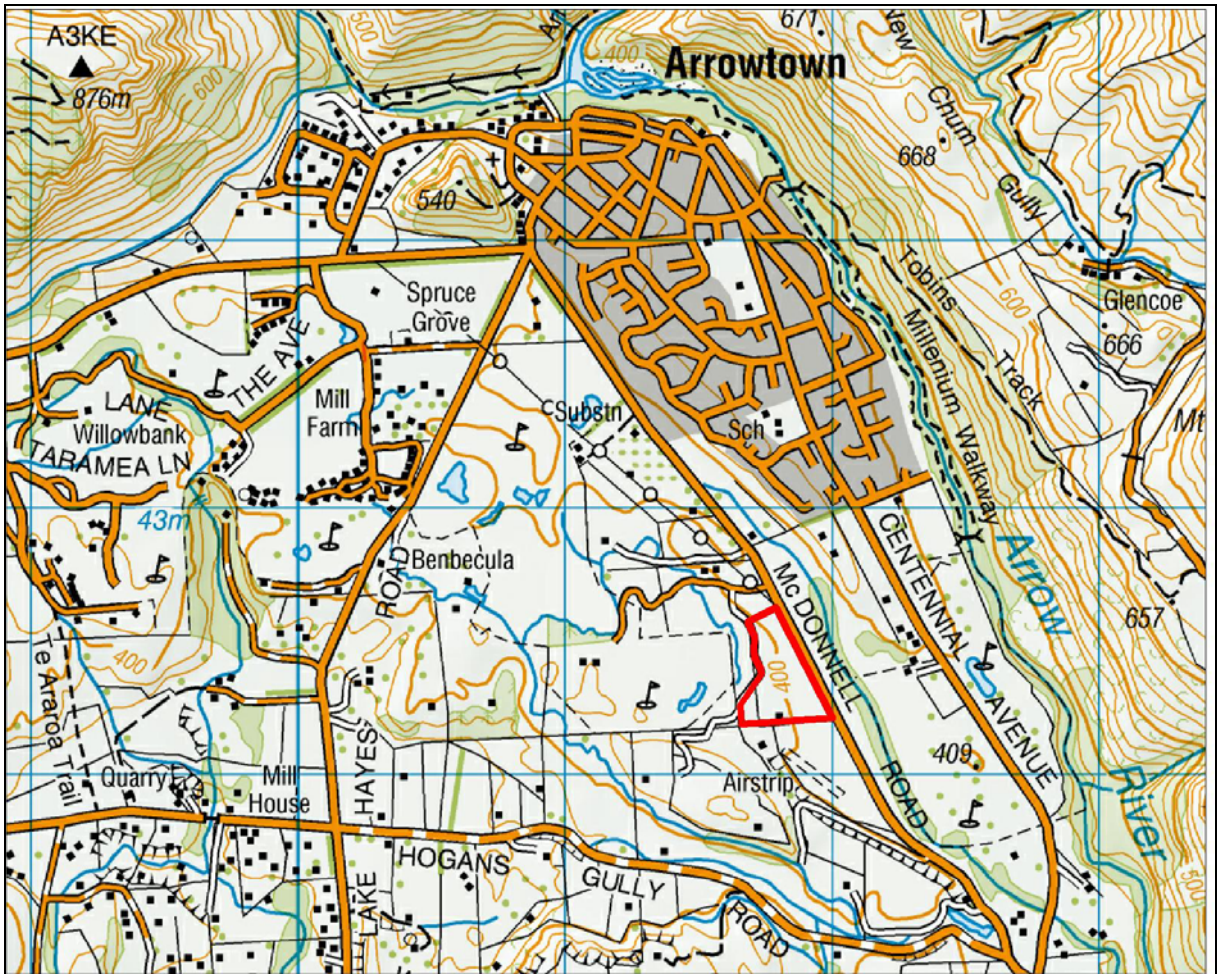 A3KE
876m
600
500
400
Arrowtown
671
New
Chum
Gully
668
540
Tobins
Track
600
Glencoe
666
Spruce
Grove
THE AVE
Millenium Walkway
Mt
LANE
Willowbank
TARAMEA LN
Mill
Farm
Substn
Sch
43m
ROAD
Benbecula
Mc DONNELL
ROAD
CENTENNIAL
AVENUE
Arrow
River
657
400
400
Te Araroa Trail
409
Quarry
Mill
House
HAYES
LAKE
Airstrip
HOGANS
GULLY
ROAD
500